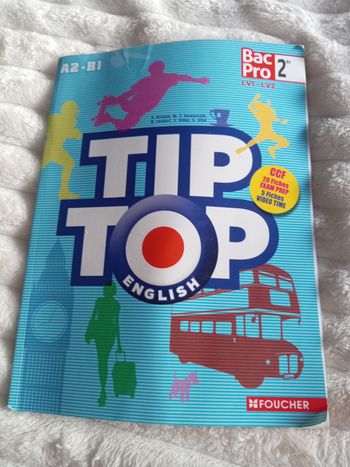 A2-B1
Bac
Pro 2de
LV1 - LV2
TIP
TOP
ENGLISH
CCF
20 Fiches
EXAM PREP
5 Fiches
VIDEO TIME
FOUCHER